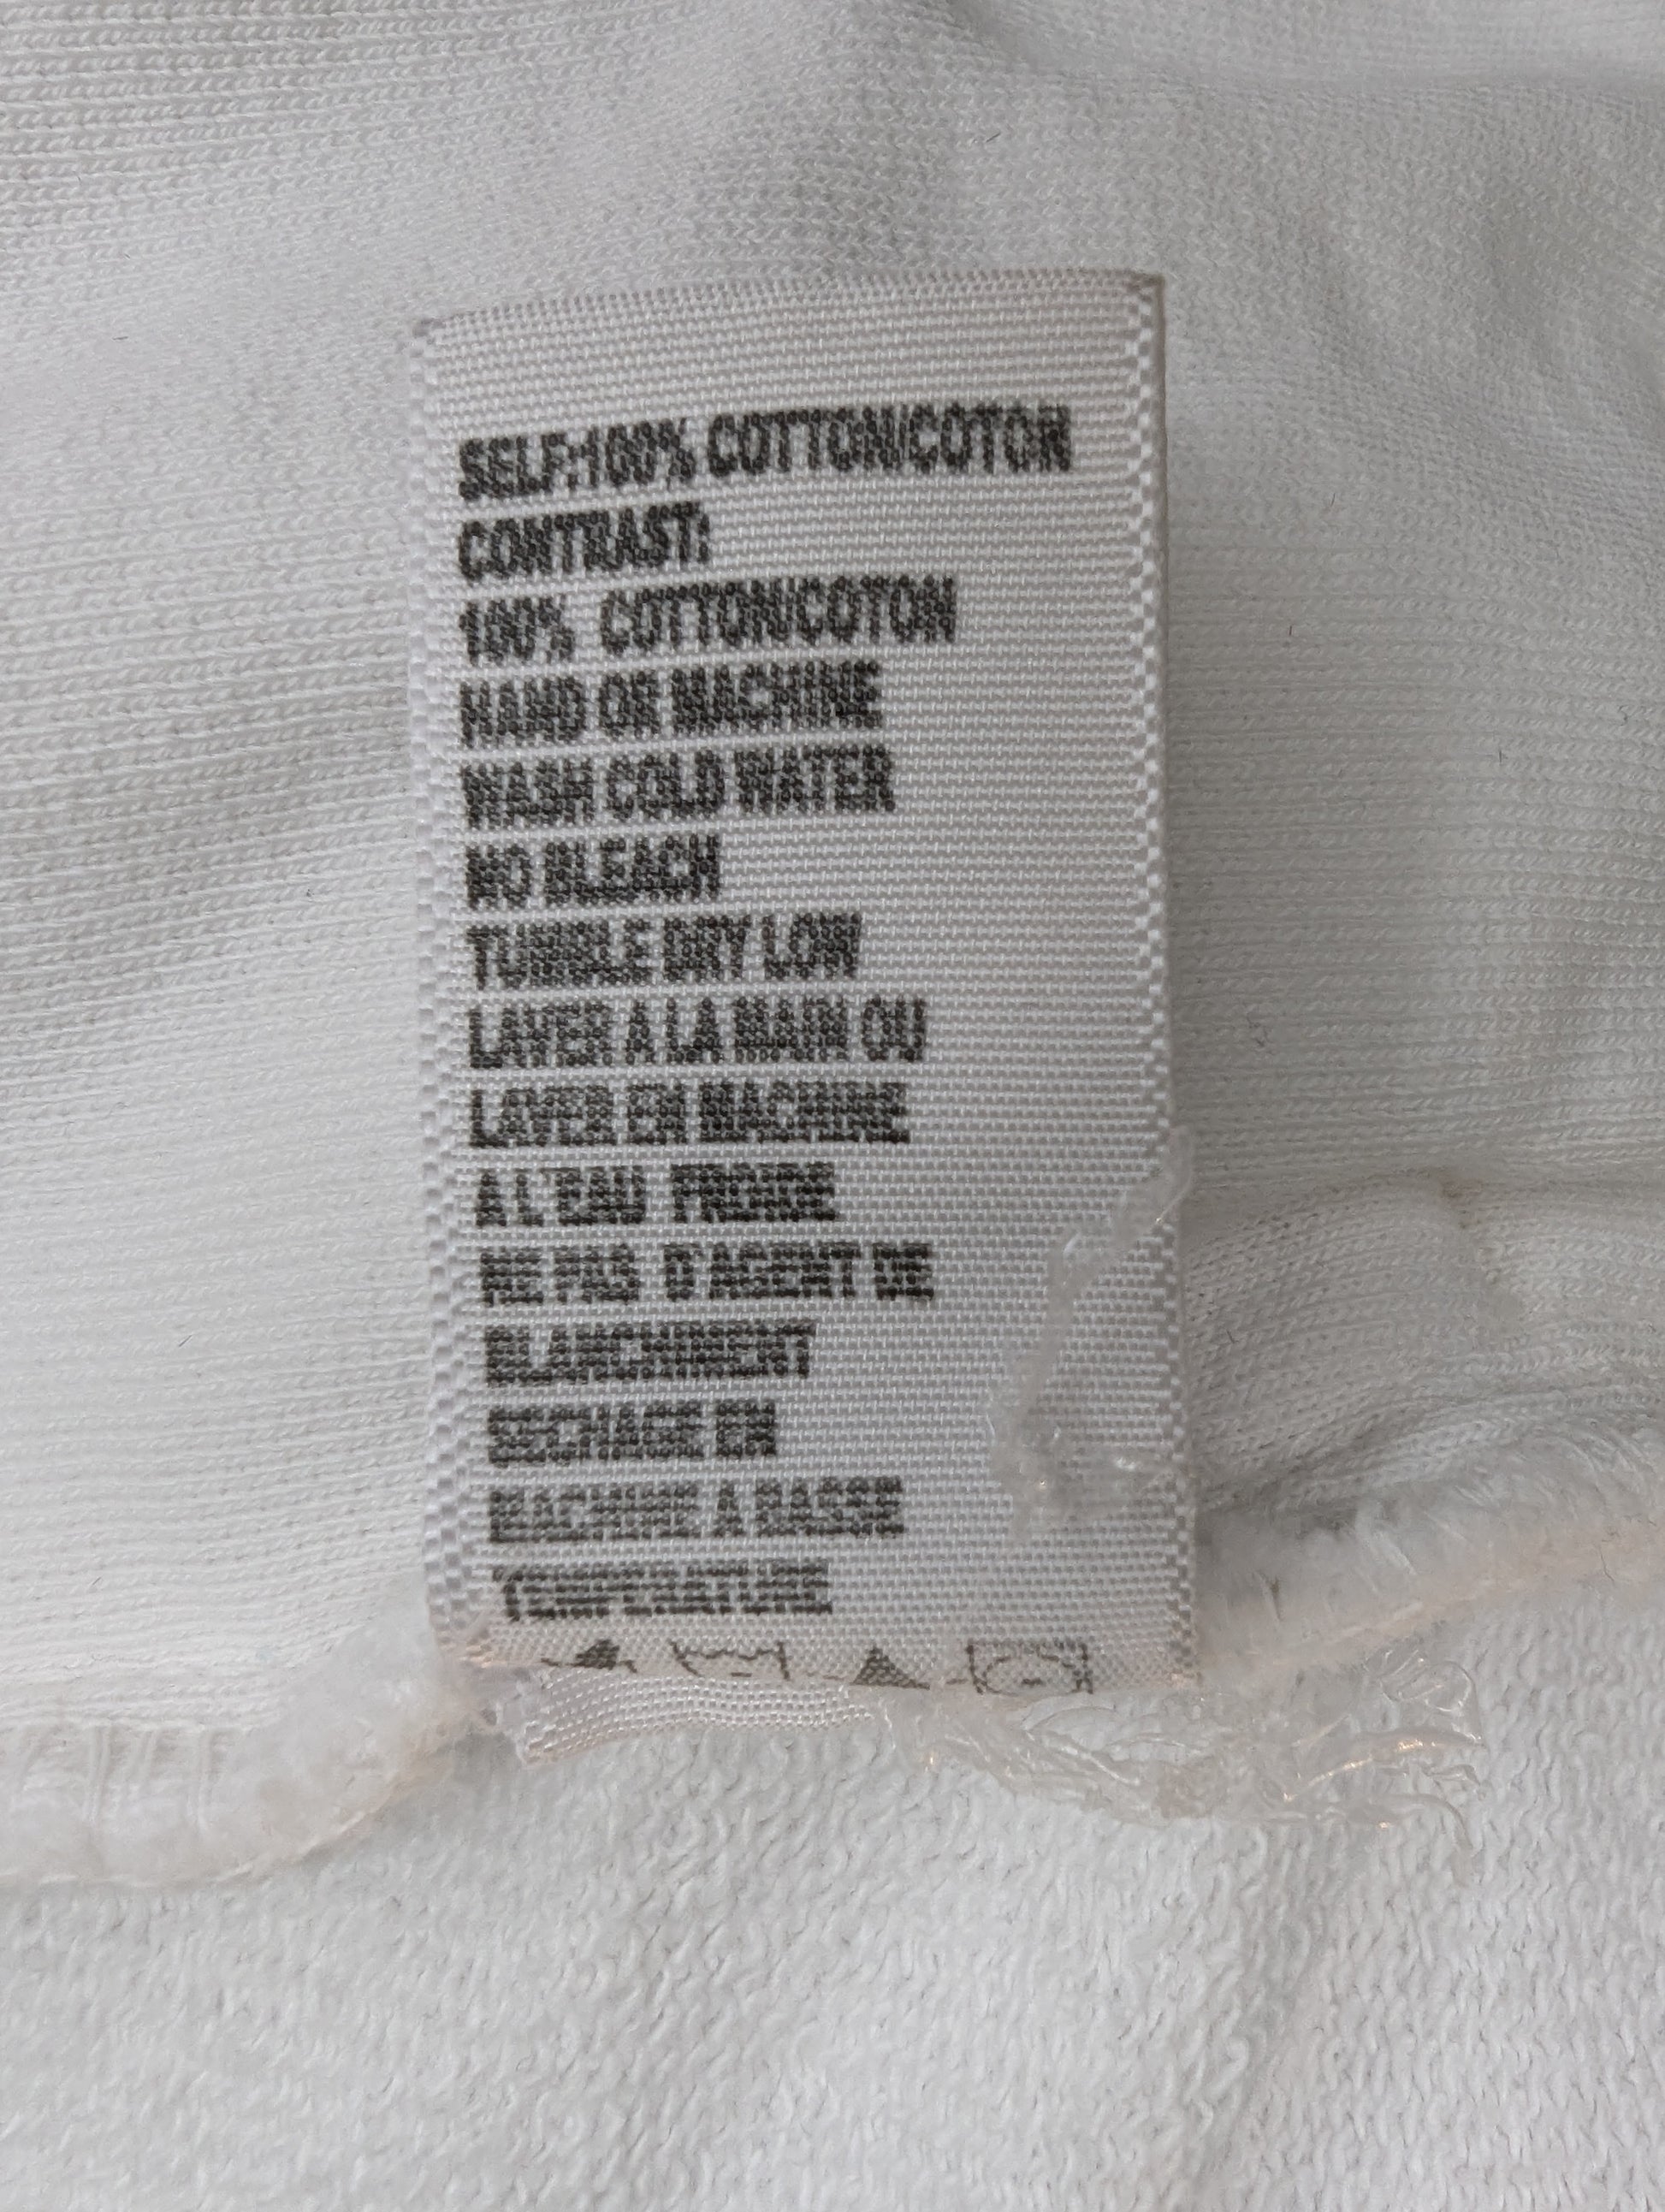 SELF:100% COTTON/COTON
CONTRAST:
100% COTTON/COTON
HAND OR MACHINE
WASH COLD WATER
NO BLEACH
TUMBLE DRY LOW
LAVER A LA MAIN OU
LAVER EN MACHINE
A L'EAU FROIDE
NE PAS D'AGENT DE
BLANCHIMENT
SECHAGE EN
MACHINE A BASSE
TEMPERATURE